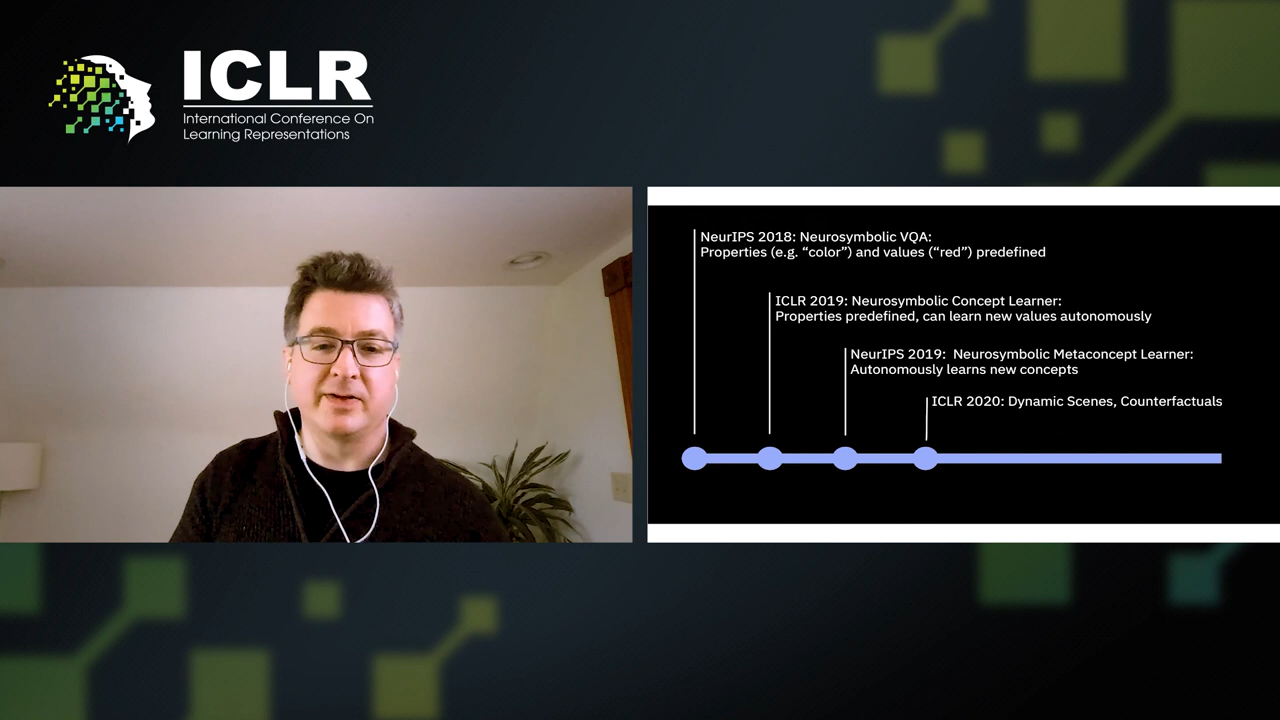 ICLR
International Conference On
Learning Representations
NeurIPS 2018: Neurosymbolic VQA:
Properties (e.g. “color”) and values (“red”) predefined
ICLR 2019: Neurosymbolic Concept Learner:
Properties predefined, can learn new values autonomously
NeurIPS 2019:  Neurosymbolic Metaconcept Learner:
Autonomously learns new concepts
ICLR 2020: Dynamic Scenes, Counterfactuals